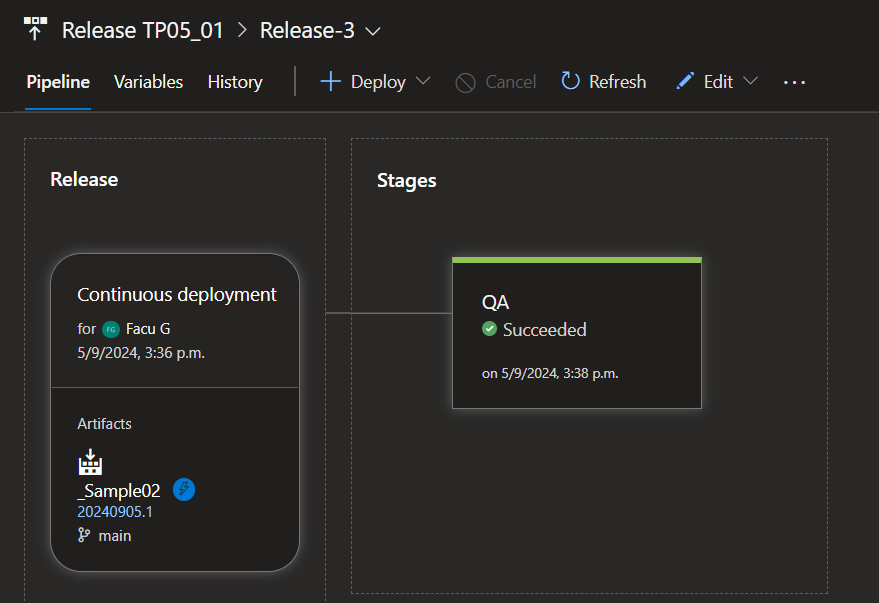 Release TP05_01 > Release-3
Pipeline Variables History Deploy Cancel Refresh Edit ...
Release
Continuous deployment
for FG Facu G
5/9/2024, 3:36 p.m.
Artifacts
_Sample02
20240905.1
main
Stages
QA
Succeeded
on 5/9/2024, 3:38 p.m.